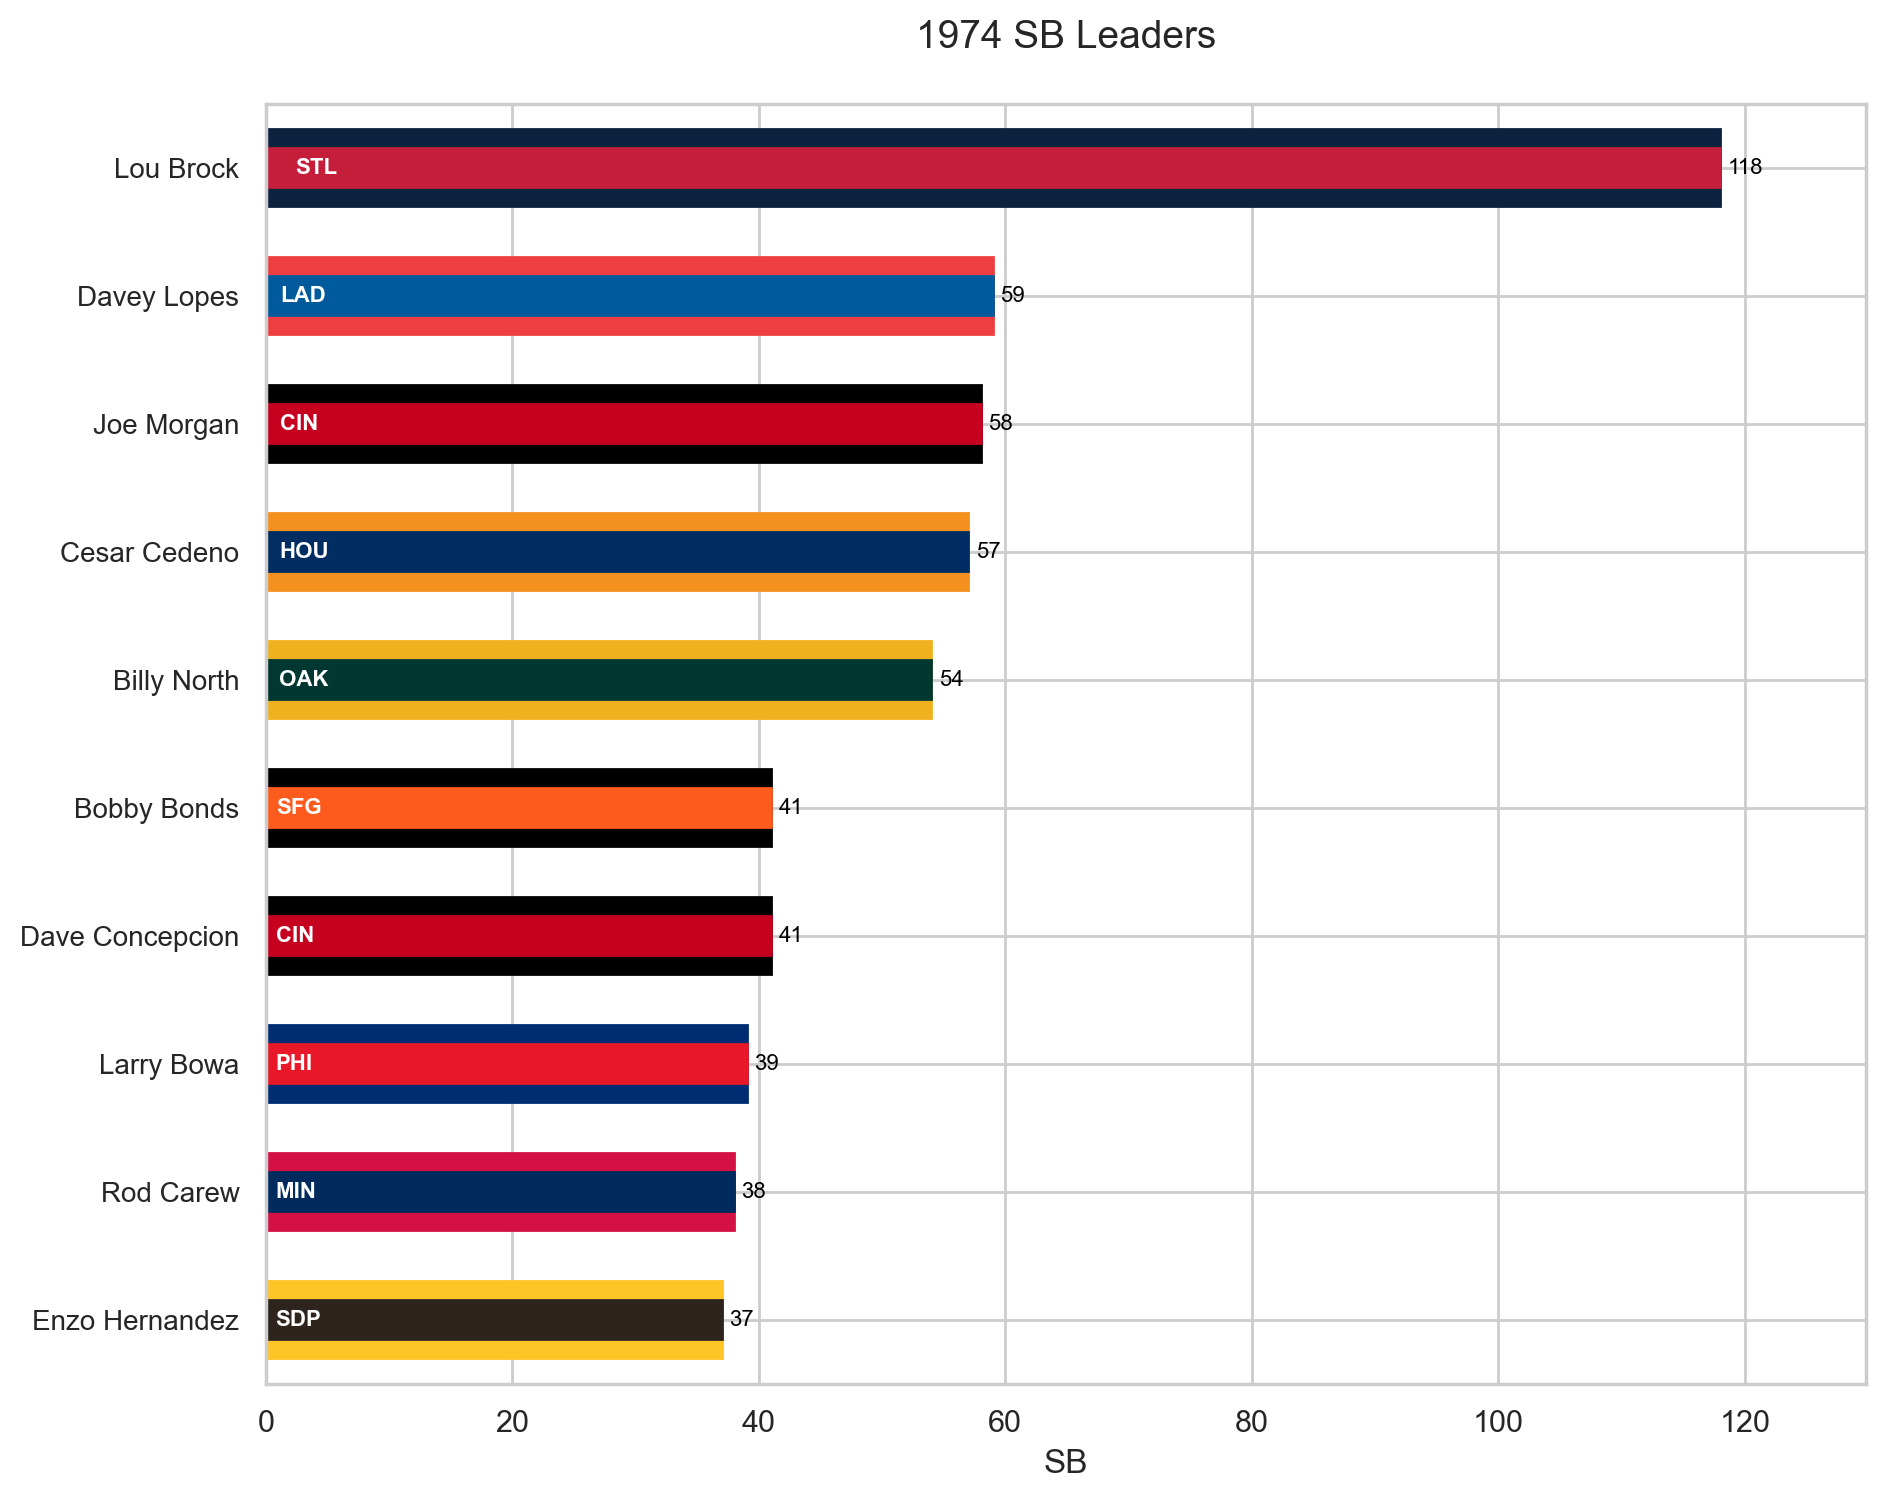 1974 SB Leaders
Lou Brock STL 118
Davey Lopes LAD 59
Joe Morgan CIN 58
Cesar Cedeno HOU 57
Billy North OAK 54
Bobby Bonds SFG 41
Dave Concepcion CIN 41
Larry Bowa PHI 39
Rod Carew MIN 38
Enzo Hernandez SDP 37
0 20 40 60 80 100 120
SB